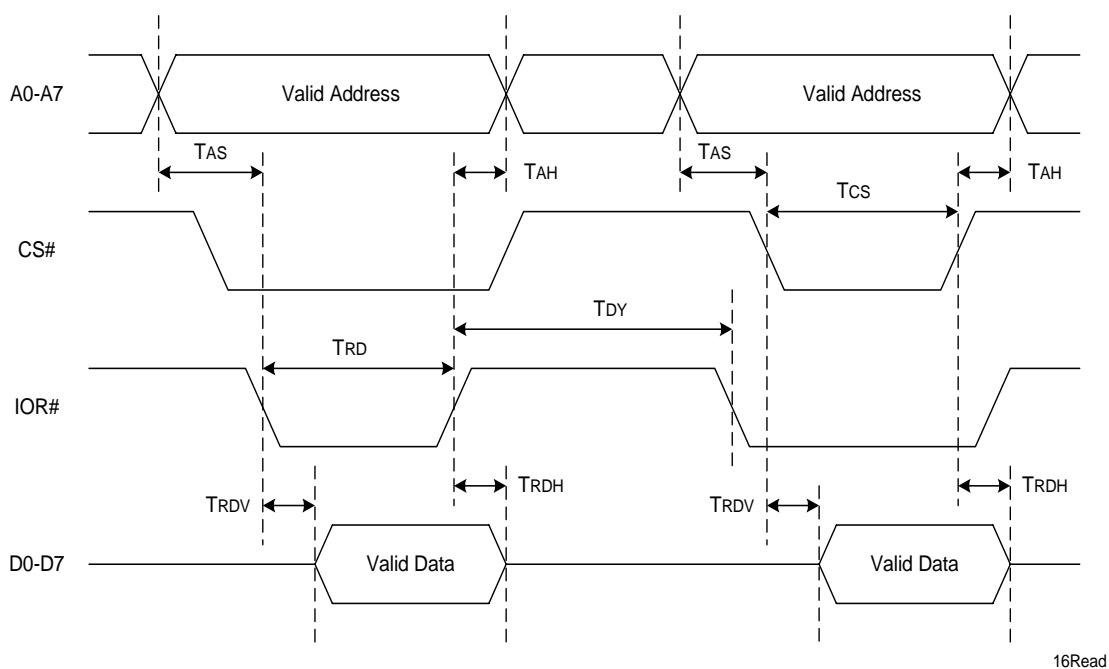 A0-A7
Valid Address
Valid Address
TAS
TAH
TAS
TAH
TCS
CS#
TDY
TRD
IOR#
TRDV
TRDH
TRDV
TRDH
D0-D7
Valid Data
Valid Data
16Read